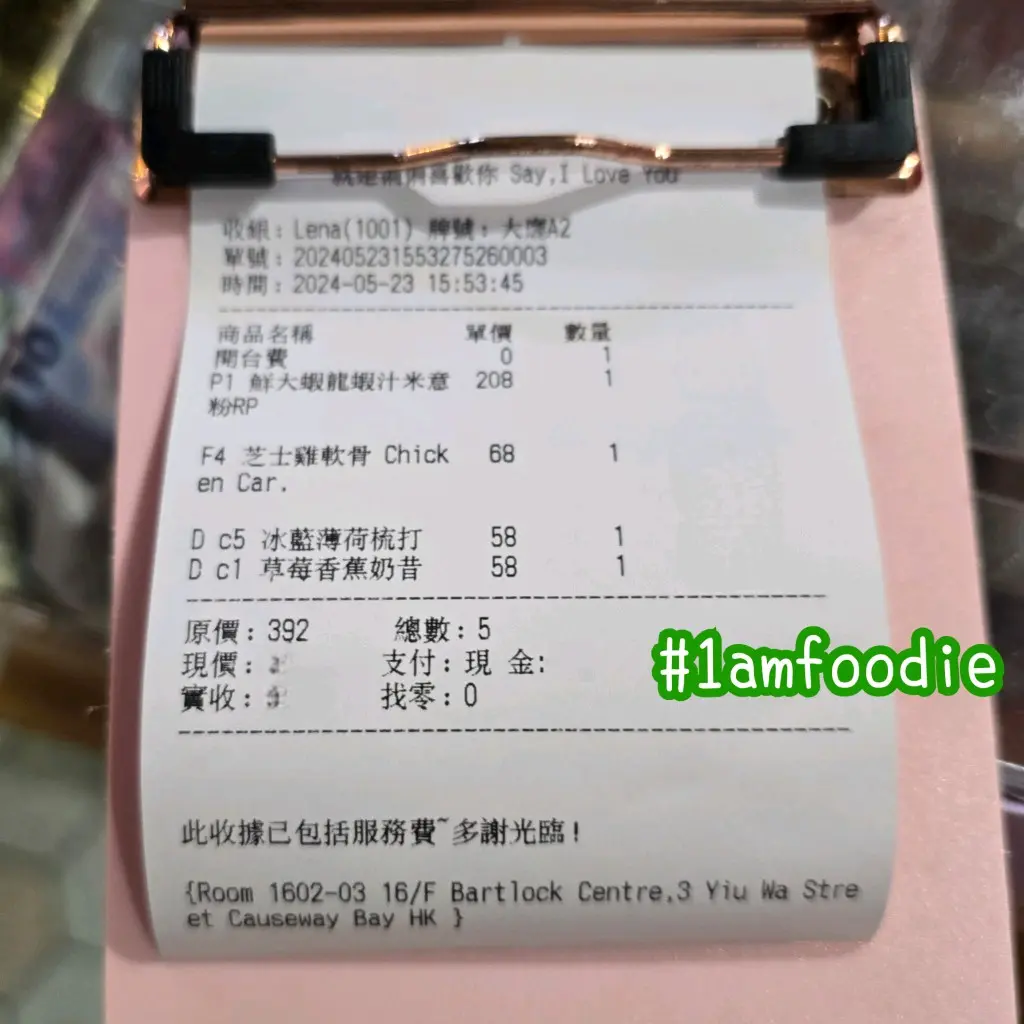 喜歡你 Say,I Love You
收銀: Lena(1001) 牌號: 大廳A2
單號: 202405231553275260003
時間: 2024-05-23 15:53:45
商品名稱 單價 數量
開台費 0 1
P1 鮮大蝦龍蝦汁米意 208 1
粉RP
F4 芝士雞軟骨 Chick 68 1
en Car.
D c5 冰藍薄荷梳打 58 1
D c1 草莓香蕉奶昔 58 1
原價: 392 總數: 5
現價: 支付: 現 金:
實收: 找零: 0
#1amfoodie
此收據已包括服務費~多謝光臨!
{Room 1602-03 16/F Bartlock Centre,3 Yiu Wa Stre
et Causeway Bay HK }